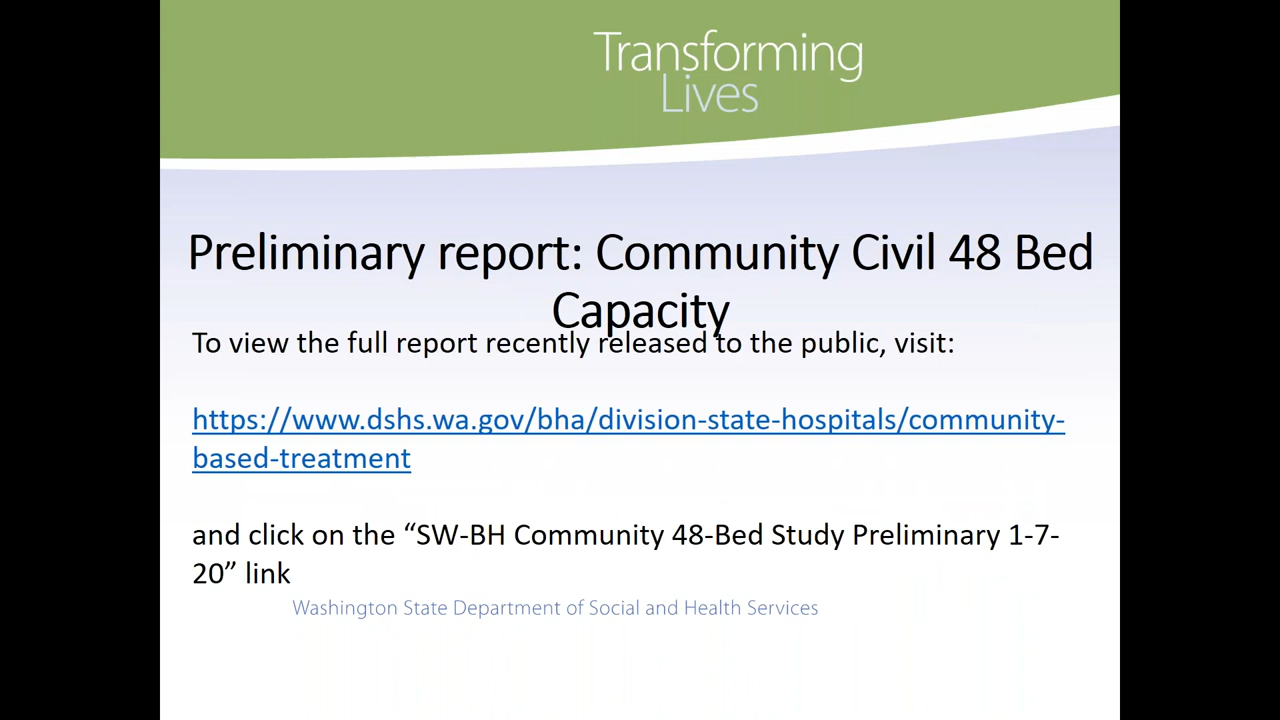 Transforming
Lives
Preliminary report: Community Civil 48 Bed
Capacity
To view the full report recently released to the public, visit:
https://www.dshs.wa.gov/bha/division-state-hospitals/community-
based-treatment
and click on the “SW-BH Community 48-Bed Study Preliminary 1-7-
20” link
Washington State Department of Social and Health Services